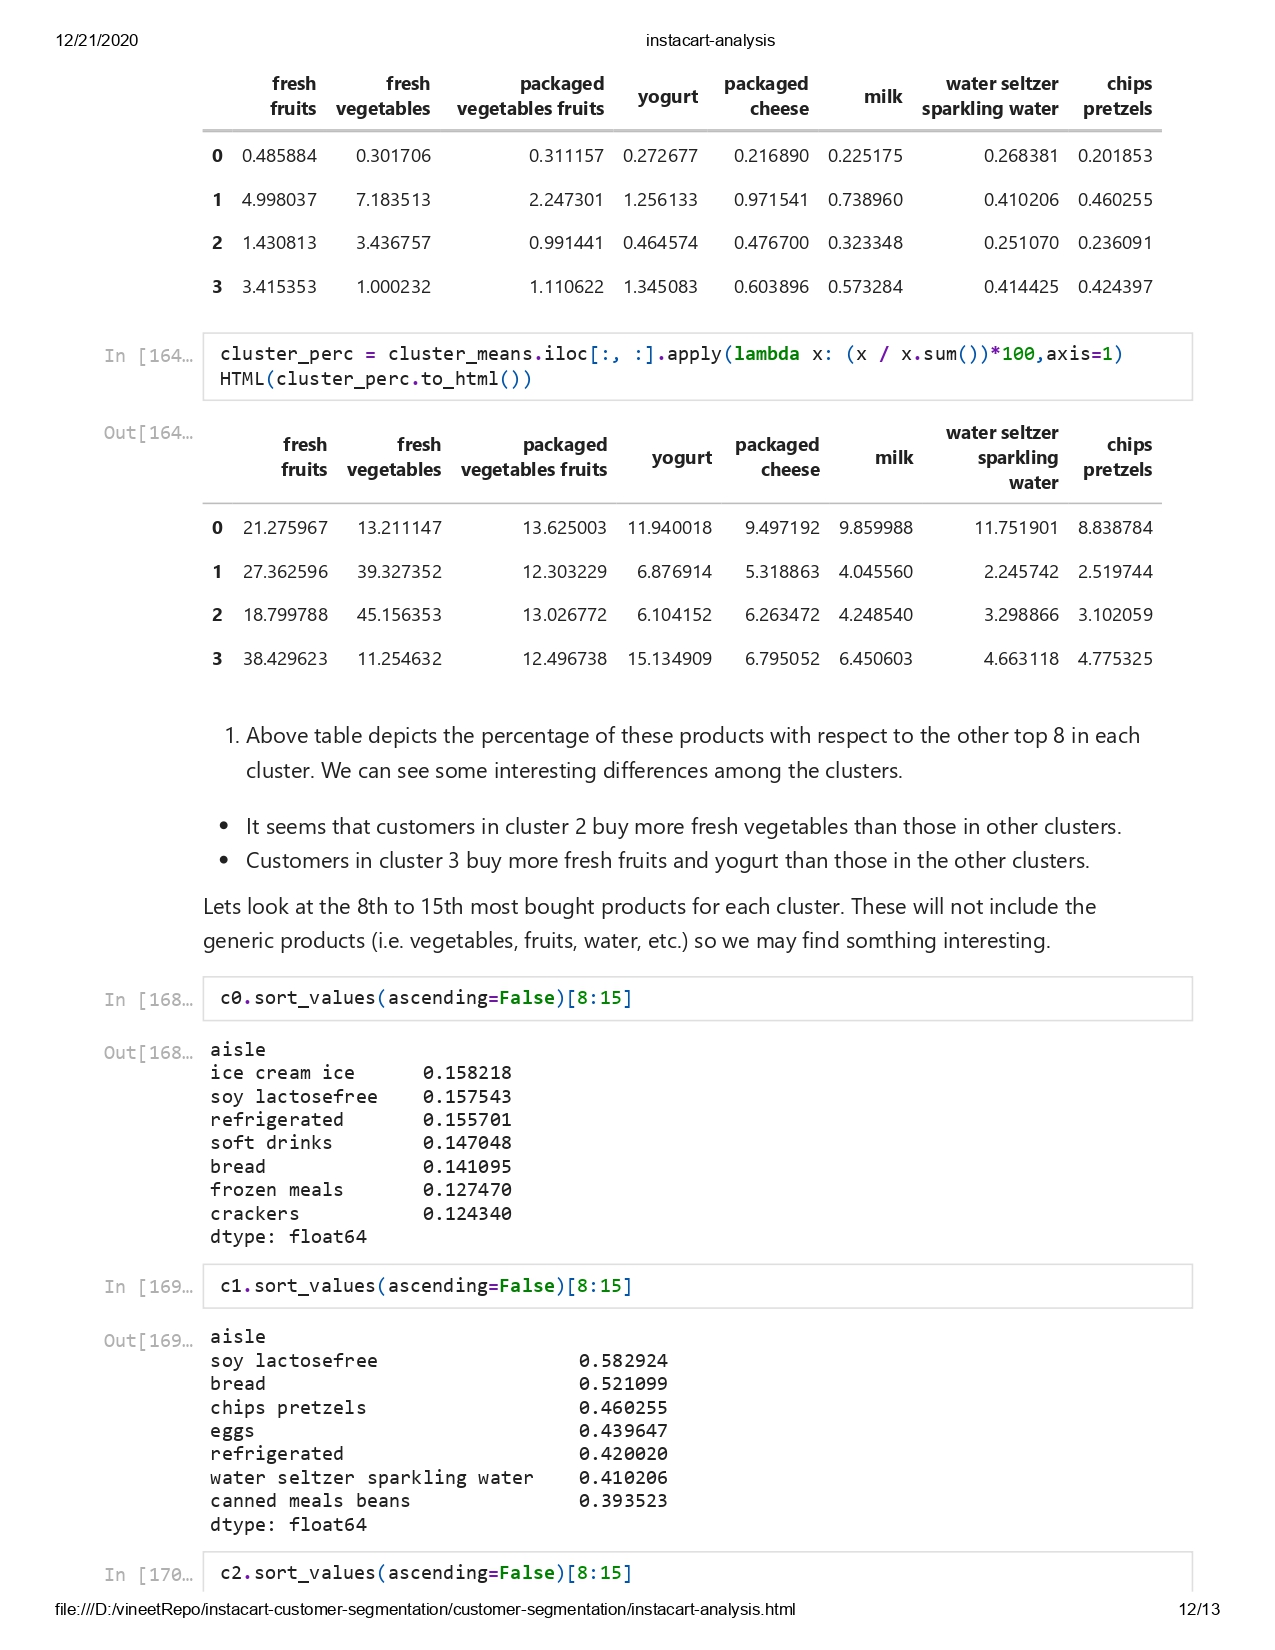 12/21/2020 instacart-analysis
fresh fruits fresh vegetables packaged vegetables fruits yogurt packaged cheese milk water seltzer sparkling water chips pretzels
0 0.485884 0.301706 0.311157 0.272677 0.216890 0.225175 0.268381 0.201853
1 4.998037 7.183513 2.247301 1.256133 0.971541 0.738960 0.410206 0.460255
2 1.430813 3.436757 0.991441 0.464574 0.476700 0.323348 0.251070 0.236091
3 3.415353 1.000232 1.110622 1.345083 0.603896 0.573284 0.414425 0.424397
In [164… cluster_perc = cluster_means.iloc[:, :].apply(lambda x: (x / x.sum())*100,axis=1)
HTML(cluster_perc.to_html())
Out[164…
fresh fruits fresh vegetables packaged vegetables fruits yogurt packaged cheese milk water seltzer sparkling water chips pretzels
0 21.275967 13.211147 13.625003 11.940018 9.497192 9.859988 11.751901 8.838784
1 27.362596 39.327352 12.303229 6.876914 5.318863 4.045560 2.245742 2.519744
2 18.799788 45.156353 13.026772 6.104152 6.263472 4.248540 3.298866 3.102059
3 38.429623 11.254632 12.496738 15.134909 6.795052 6.450603 4.663118 4.775325
1. Above table depicts the percentage of these products with respect to the other top 8 in each
cluster. We can see some interesting differences among the clusters.
• It seems that customers in cluster 2 buy more fresh vegetables than those in other clusters.
• Customers in cluster 3 buy more fresh fruits and yogurt than those in the other clusters.
Lets look at the 8th to 15th most bought products for each cluster. These will not include the
generic products (i.e. vegetables, fruits, water, etc.) so we may find somthing interesting.
In [168… c0.sort_values(ascending=False)[8:15]
Out[168… aisle
ice cream ice 0.158218
soy lactosefree 0.157543
refrigerated 0.155701
soft drinks 0.147048
bread 0.141095
frozen meals 0.127470
crackers 0.124340
dtype: float64
In [169… c1.sort_values(ascending=False)[8:15]
Out[169… aisle
soy lactosefree 0.582924
bread 0.521099
chips pretzels 0.460255
eggs 0.439647
refrigerated 0.420020
water seltzer sparkling water 0.410206
canned meals beans 0.393523
dtype: float64
In [170… c2.sort_values(ascending=False)[8:15]
file:///D:/vineetRepo/instacart-customer-segmentation/customer-segmentation/instacart-analysis.html 12/13